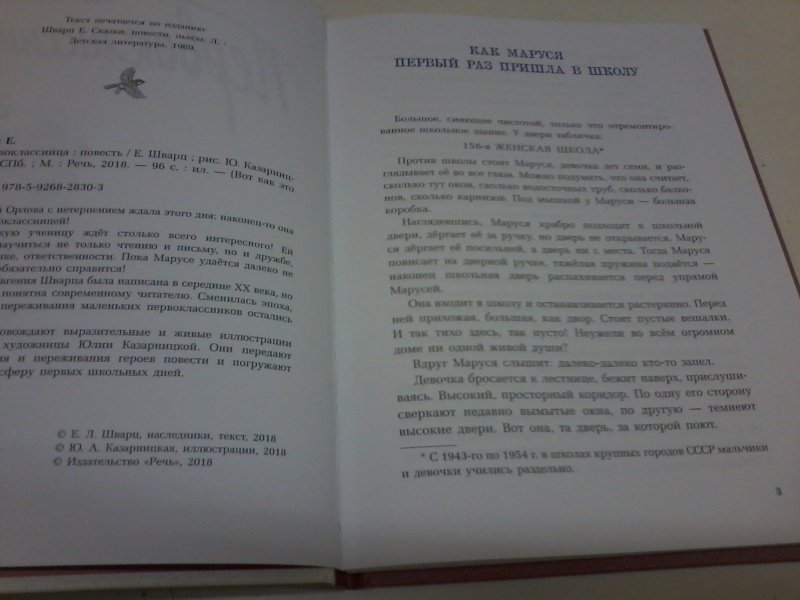 Текст печатается по изданию:
Шварц Е. Сказки, повести, пьесы. Л.
Детская литература, 1969.
Е.
воклассница : повесть / Е. Шварц ; рис. Ю. Казарниц-
СПб. ; М. : Речь, 2018. — 96 с. : ил. — (Вот как это
978-5-9268-2830-3
Орлова с нетерпением ждала этого дня: наконец-то она
оклассницей!
кую ученицу ждёт столько всего интересного! Ей
научиться не только чтению и письму, но и дружбе,
ке, ответственности. Пока Марусе удаётся далеко не
обязательно справится!
вгения Шварца была написана в середине XX века, но
понятна современному читателю. Сменилась эпоха,
переживания маленьких первоклассников остались
ровождают выразительные и живые иллюстрации
художницы Юлии Казарницкой. Они передают
ия и переживания героев повести и погружают
сферу первых школьных дней.
© Е. Л. Шварц, наследники, текст, 2018
© Ю. А. Казарницкая, иллюстрации, 2018
© Издательство «Речь», 2018
КАК МАРУСЯ
ПЕРВЫЙ РАЗ ПРИШЛА В ШКОЛУ
Большое, сияющее чистотой, только что отремонтиро-
ванное школьное здание. У двери табличка:
156-я ЖЕНСКАЯ ШКОЛА*
Против школы стоит Маруся, девочка лет семи, и раз-
глядывает её во все глаза. Можно подумать, что она считает,
сколько тут окон, сколько водосточных труб, сколько балко-
нов, сколько карнизов. Под мышкой у Маруси — большая
коробка.
Наглядевшись, Маруся храбро подходит к школьной
двери, дёргает её за ручку, но дверь не открывается. Мару-
ся дёргает её посильней, а дверь ни с места. Тогда Маруся
повисает на дверной ручке, тяжёлая пружина подаётся —
наконец школьная дверь распахивается перед упрямой
Марусей.
Она входит в школу и останавливается растерянно. Перед
ней прихожая, большая, как двор. Стоят пустые вешалки.
И так тихо здесь, так пусто! Неужели во всём огромном
доме ни одной живой души?
Вдруг Маруся слышит: далеко-далеко кто-то запел.
Девочка бросается к лестнице, бежит наверх, прислуши-
ваясь. Высокий, просторный коридор. По одну его сторону
сверкают недавно вымытые окна, по другую — темнеют
высокие двери. Вот она, та дверь, за которой поют.
* С 1943-го по 1954 г. в школах крупных городов СССР мальчики
и девочки учились раздельно.
3